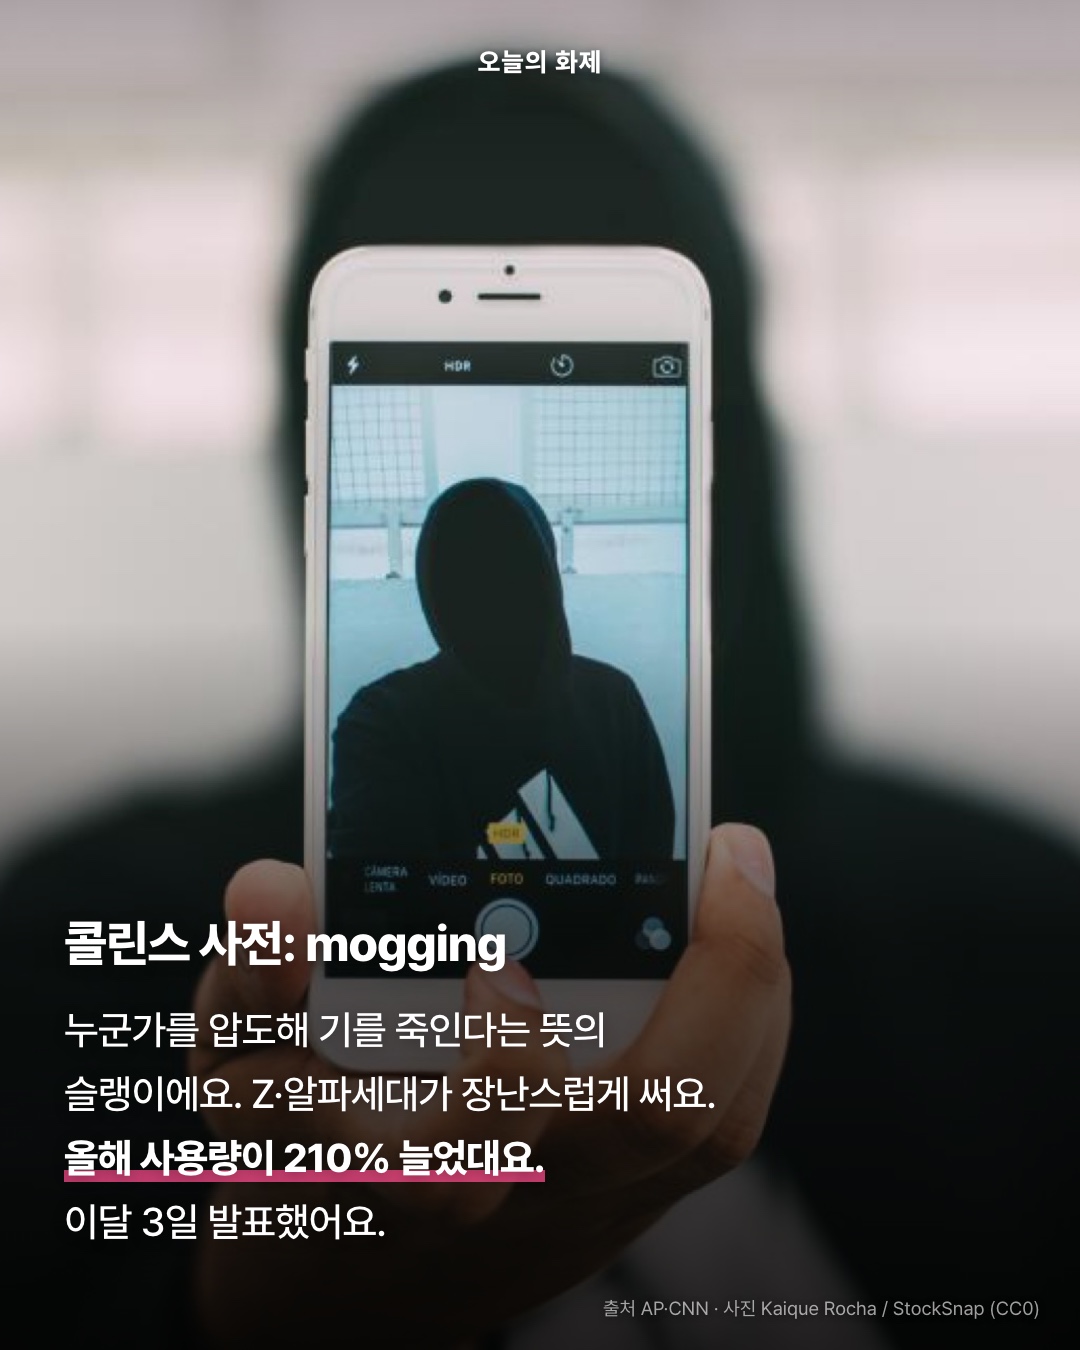 오늘의 화제
HDR
HDR
CÂMERA LENTA
VÍDEO
FOTO
QUADRADO
콜린스 사전: mogging
누군가를 압도해 기를 죽인다는 뜻의
슬랭이에요. Z·알파세대가 장난스럽게 써요.
올해 사용량이 210% 늘었대요.
이달 3일 발표했어요.
출처 AP·CNN · 사진 Kaique Rocha / StockSnap (CC0)